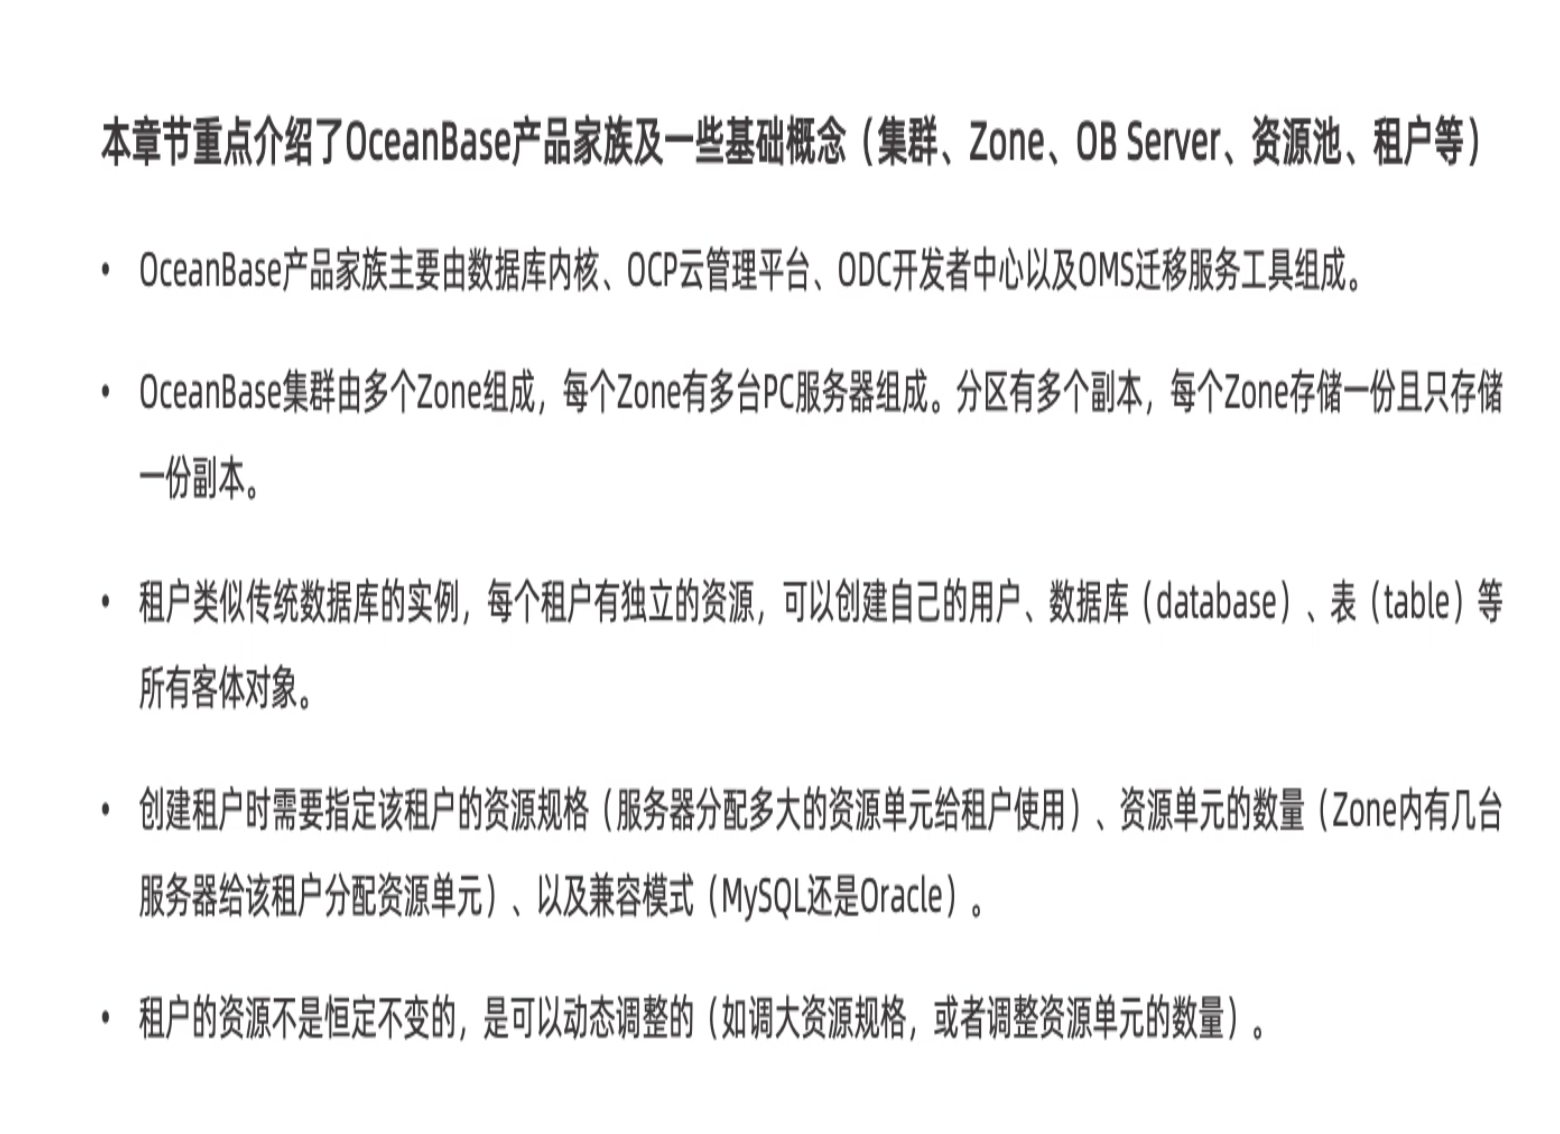 本章节重点介绍了OceanBase产品家族及一些基础概念（集群、Zone、OB Server、资源池、租户等）
• OceanBase产品家族主要由数据库内核、OCP云管理平台、ODC开发者中心以及OMS迁移服务工具组成。
• OceanBase集群由多个Zone组成，每个Zone有多台PC服务器组成。分区有多个副本，每个Zone存储一份且只存储
一份副本。
• 租户类似传统数据库的实例，每个租户有独立的资源，可以创建自己的用户、数据库（database）、表（table）等
所有客体对象。
• 创建租户时需要指定该租户的资源规格（服务器分配多大的资源单元给租户使用）、资源单元的数量（Zone内有几台
服务器给该租户分配资源单元）、以及兼容模式（MySQL还是Oracle）。
• 租户的资源不是恒定不变的，是可以动态调整的（如调大资源规格，或者调整资源单元的数量）。